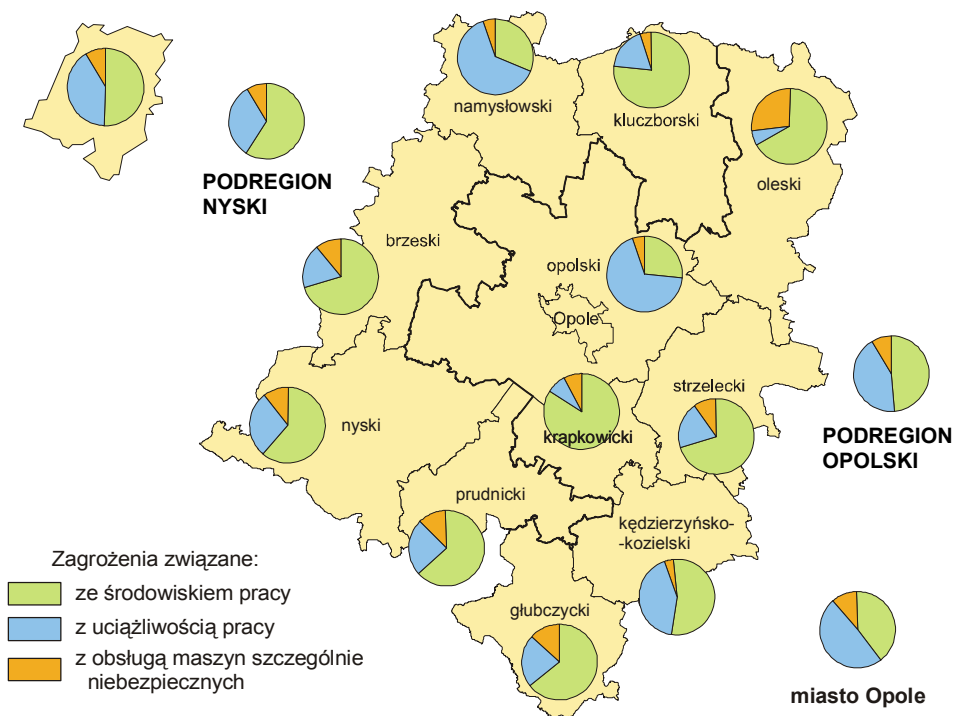 namysłowski
kluczborski
oleski
PODREGION
NYSKI
brzeski
opolski
Opole
strzelecki
nyski
krapkowicki
PODREGION
OPOLSKI
prudnicki
kędzierzyńsko-
-kozielski
głubczycki
Zagrożenia związane:
ze środowiskiem pracy
z uciążliwością pracy
z obsługą maszyn szczególnie
niebezpiecznych
miasto Opole